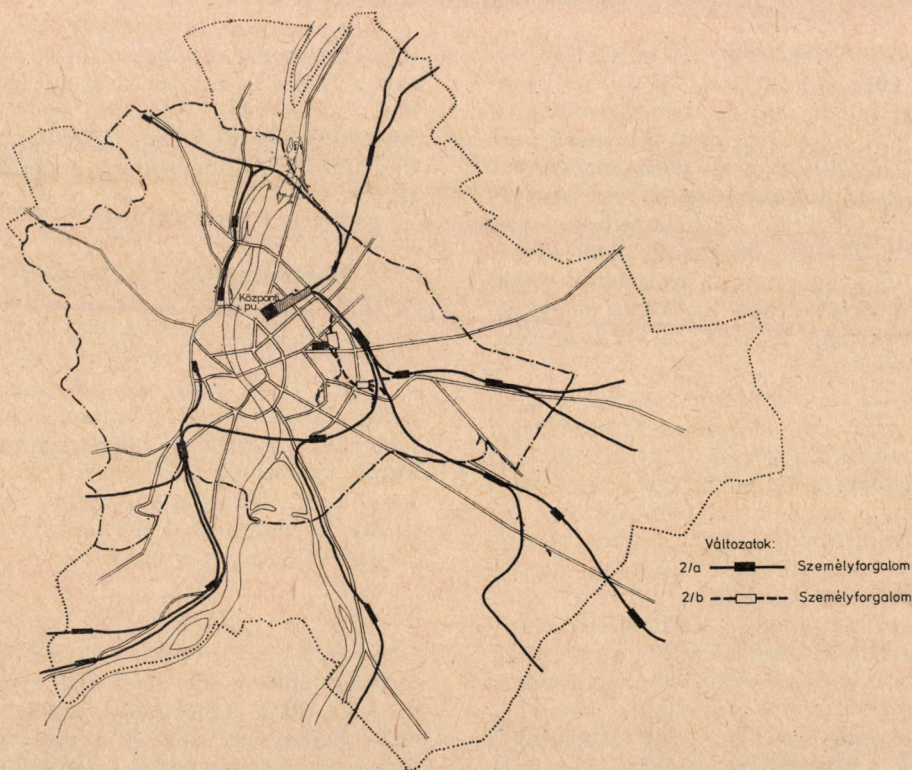 Központi
pu.
Változatok:
2/a Személyforgalom
2/b Személyforgalom